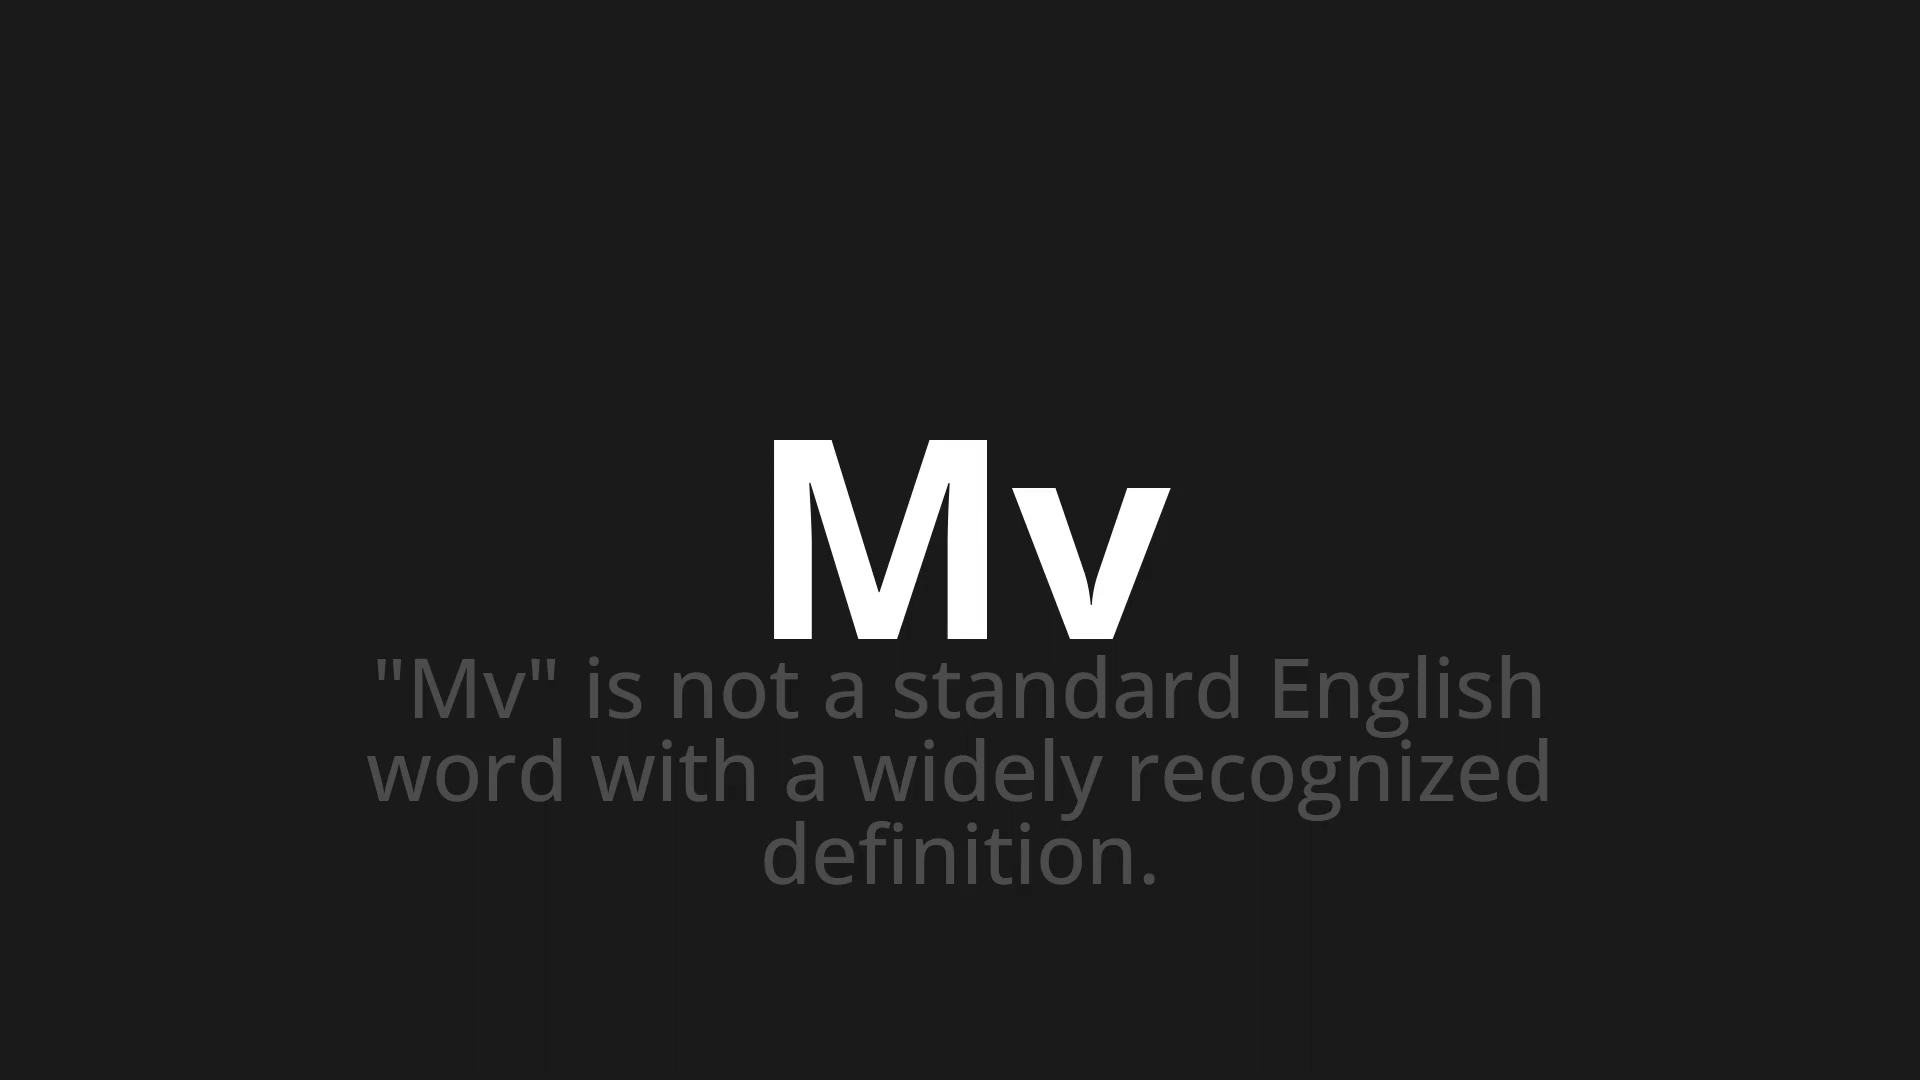 Mv
"Mv" is not a standard English
word with a widely recognized
definition.